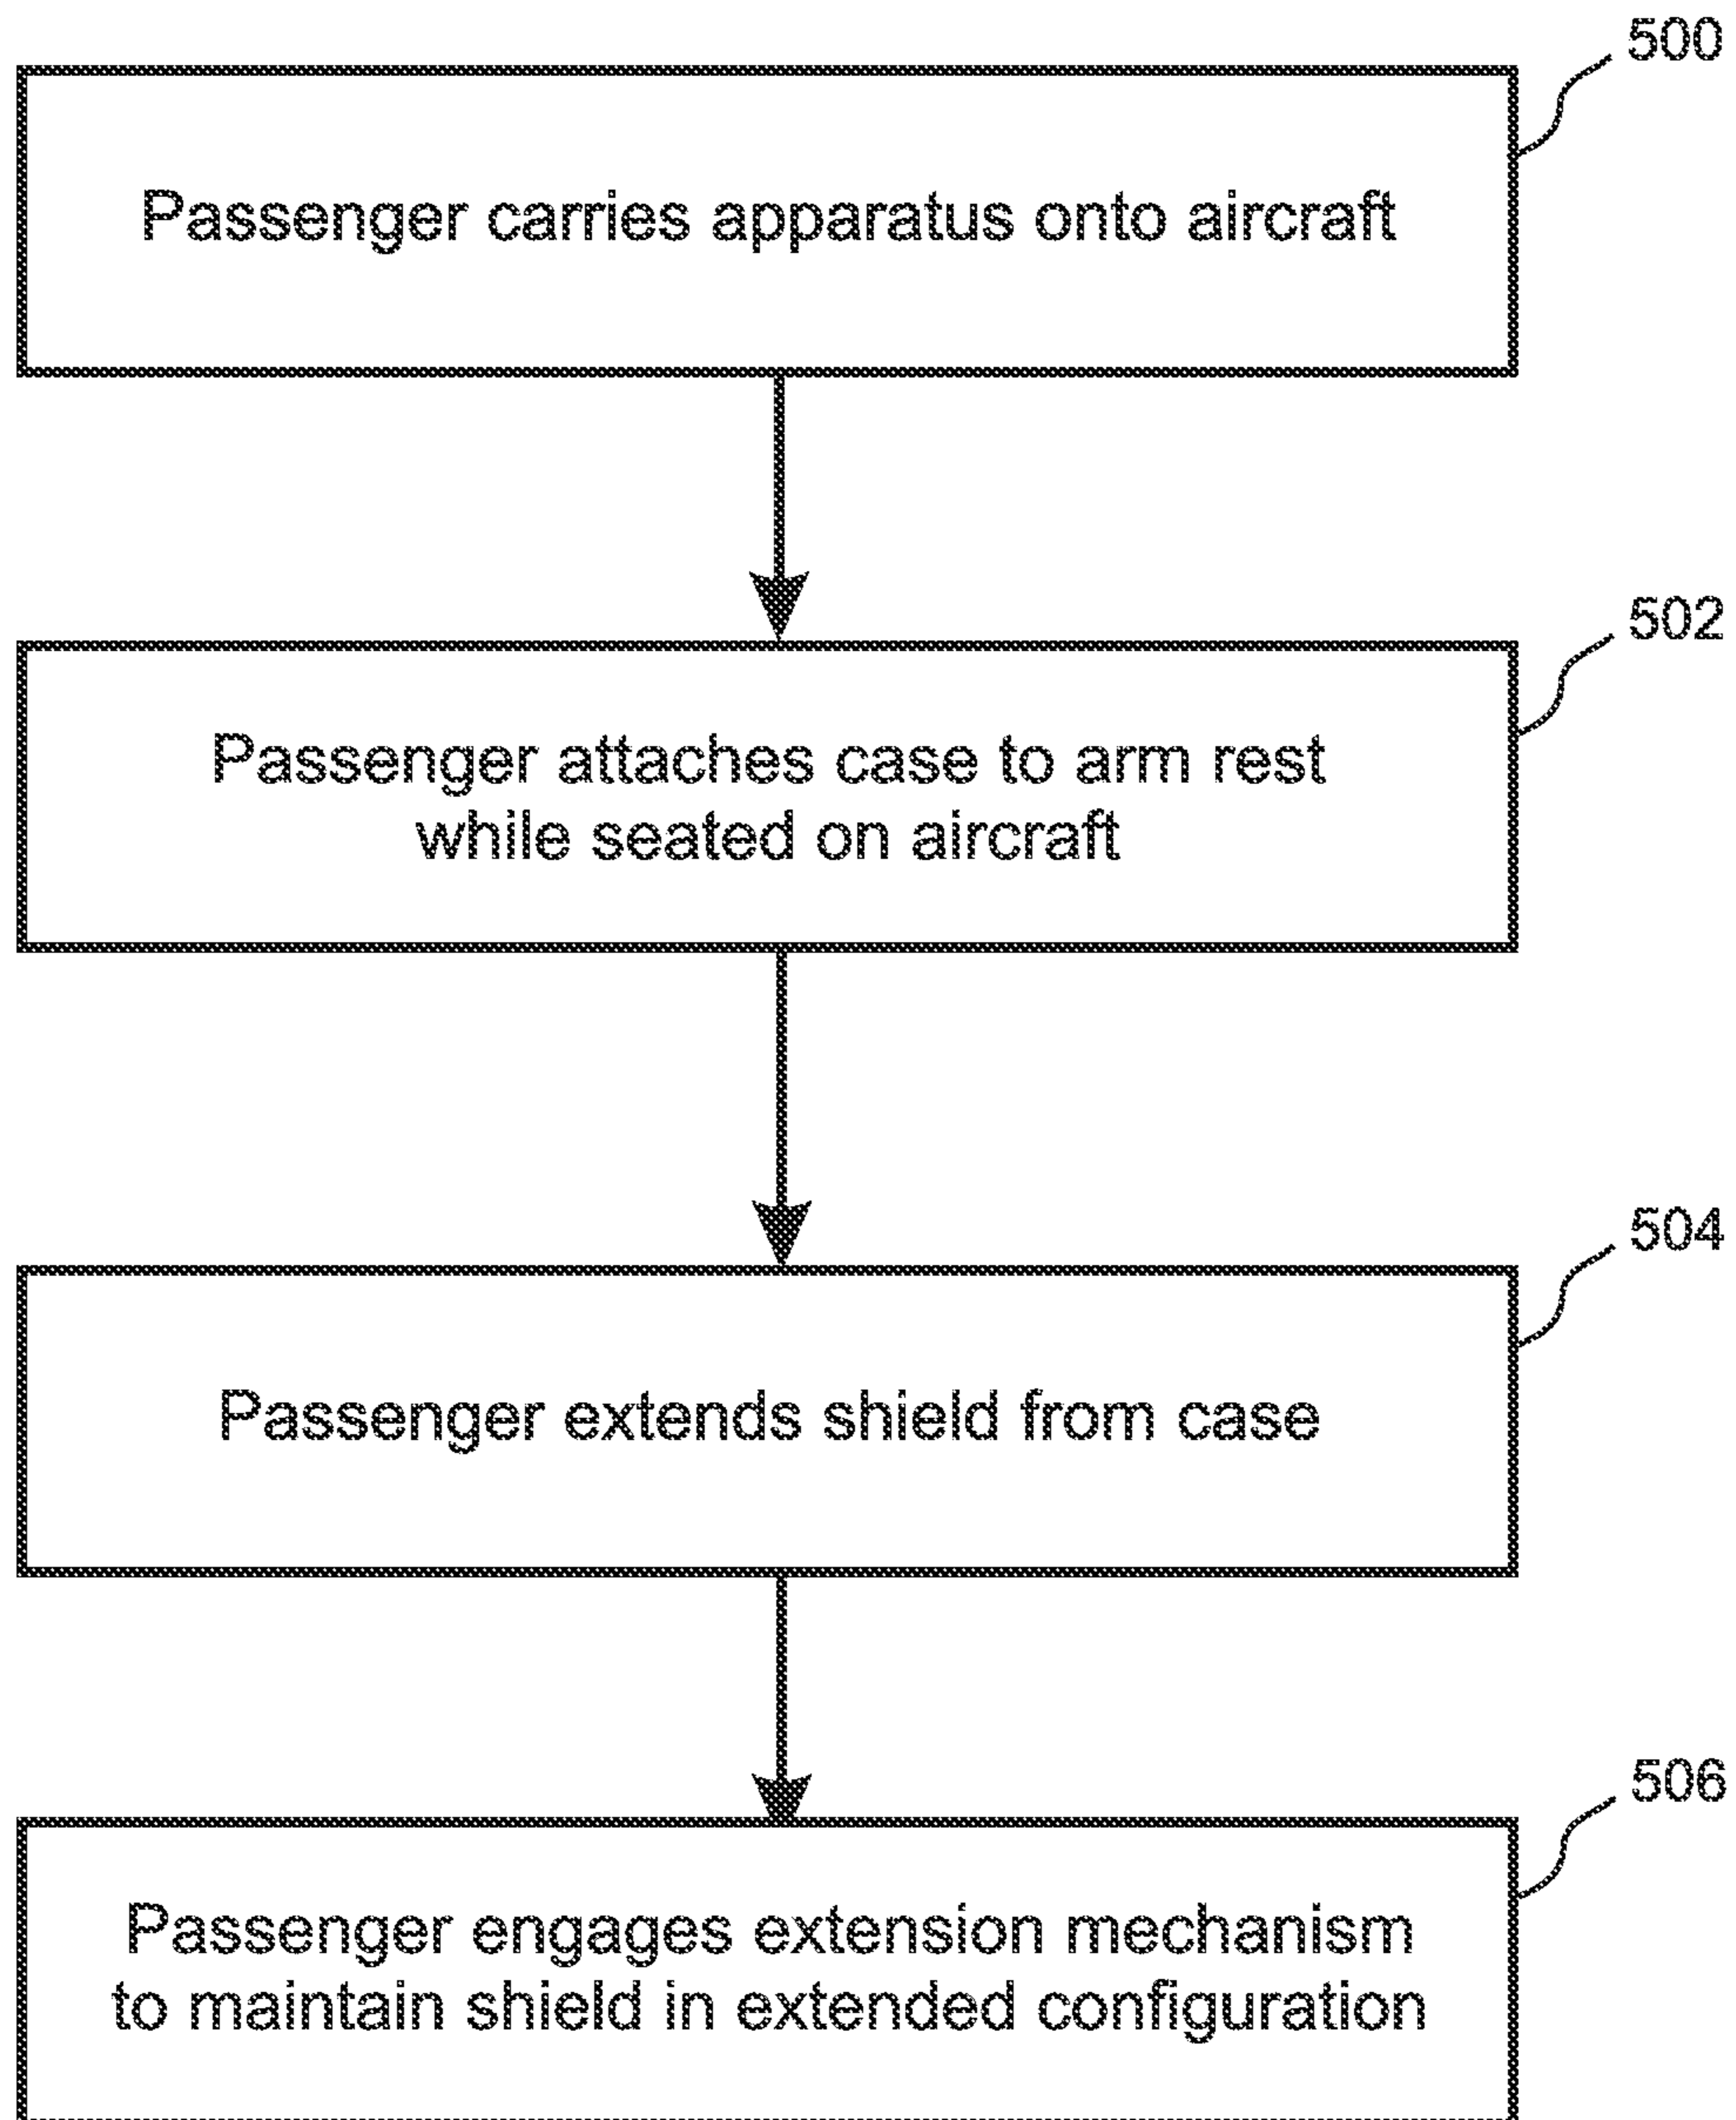 500
Passenger carries apparatus onto aircraft
502
Passenger attaches case to arm rest
while seated on aircraft
504
Passenger extends shield from case
506
Passenger engages extension mechanism
to maintain shield in extended configuration